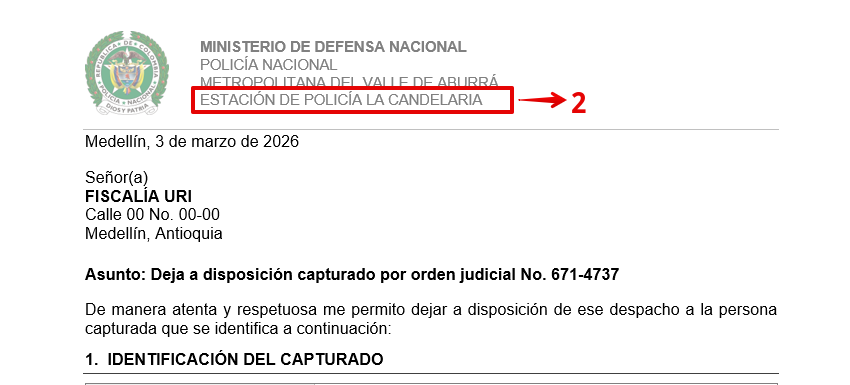 REPÚBLICA DE COLOMBIA
POLICÍA NACIONAL
DIOS Y PATRIA
MINISTERIO DE DEFENSA NACIONAL
POLICÍA NACIONAL
METROPOLITANA DEL VALLE DE ABURRÁ
ESTACIÓN DE POLICÍA LA CANDELARIA 2
Medellín, 3 de marzo de 2026
Señor(a)
FISCALÍA URI
Calle 00 No. 00-00
Medellín, Antioquia
Asunto: Deja a disposición capturado por orden judicial No. 671-4737
De manera atenta y respetuosa me permito dejar a disposición de ese despacho a la persona
capturada que se identifica a continuación:
1. IDENTIFICACIÓN DEL CAPTURADO